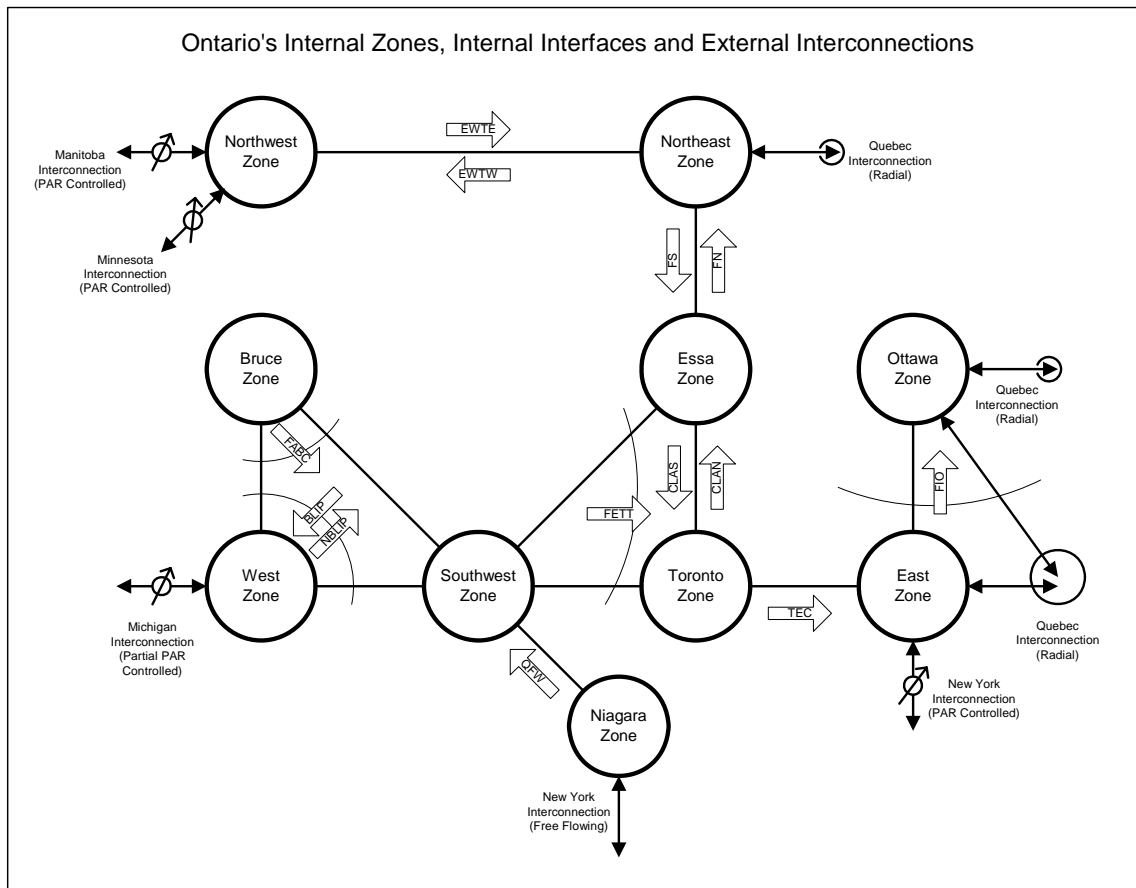 Ontario's Internal Zones, Internal Interfaces and External Interconnections
Northwest
Zone
EWTE
EWTW
Northeast
Zone
Manitoba
Interconnection
(PAR Controlled)
Quebec
Interconnection
(Radial)
Minnesota
Interconnection
(PAR Controlled)
FS
FN
Bruce
Zone
Essa
Zone
Ottawa
Zone
Quebec
Interconnection
(Radial)
FABC
CLAS
CLAN
FIO
BLIP
NBLIP
FETT
West
Zone
Southwest
Zone
Toronto
Zone
East
Zone
TEC
Michigan
Interconnection
(Partial PAR
Controlled)
Quebec
Interconnection
(Radial)
QFW
New York
Interconnection
(PAR Controlled)
Niagara
Zone
New York
Interconnection
(Free Flowing)